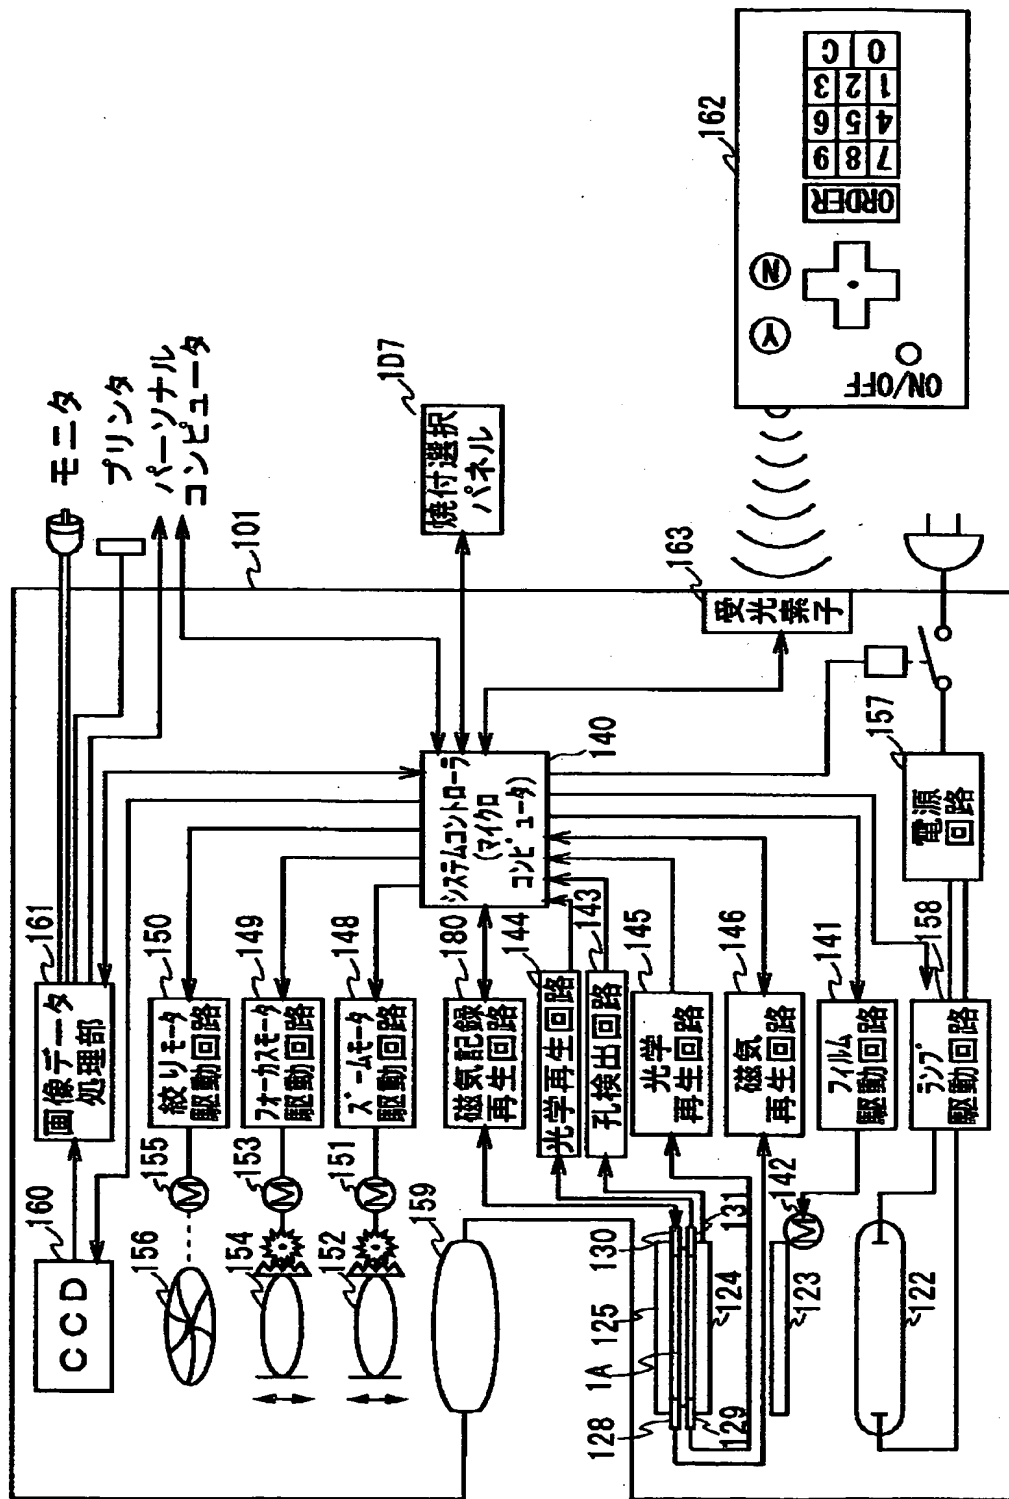 モニタ
プリンタ
パーソナル
コンピュータ
101
焼付選択
パネル
1D7
162
ON/OFF
Y
N
ORDER
7 8 9
4 5 6
1 2 3
0 C
163
受光素子
160
CCD
161
画像データ
処理部
156
155
M
150
絞りモータ
駆動回路
154
153
M
149
フォーカスモータ
駆動回路
152
151
M
148
ズームモータ
駆動回路
159
180
磁気記録
再生回路
144
光学再生回路
143
孔検出回路
145
光学
再生回路
146
磁気
再生回路
141
フィルム
駆動回路
158
ランプ
駆動回路
157
電源
回路
システムコントローラ
(マイクロ
コンピュータ)
140
128
1A
125
130
129
124
131
123
142
M
122